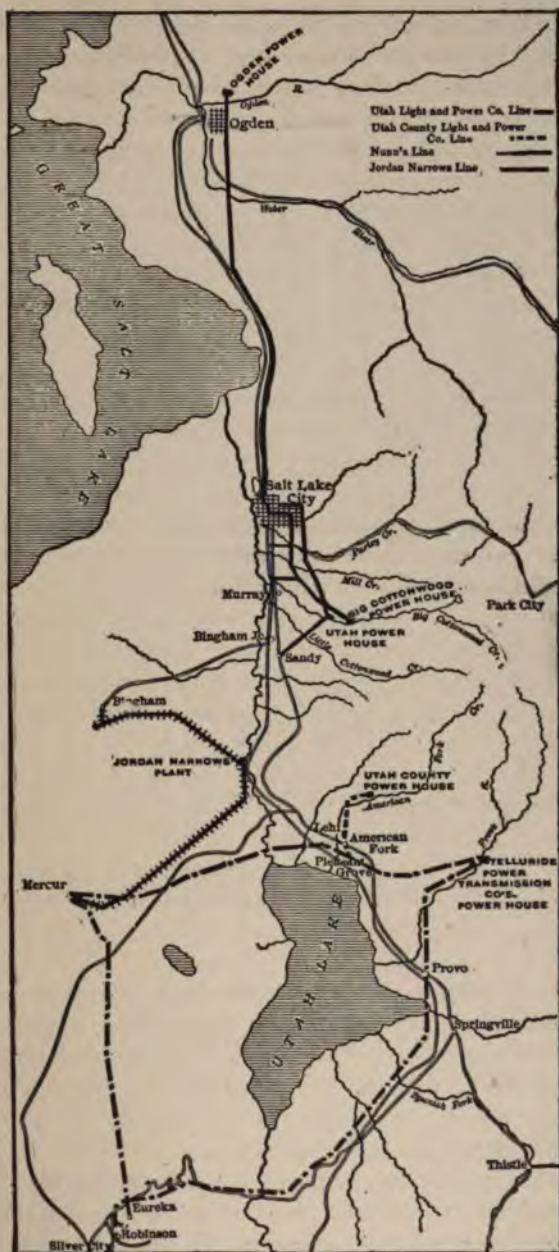 OGDEN POWER
HOUSE
Ogden
R.
Ogden
Utah Light and Power Co. Line
Utah County Light and Power
Co. Line
Nunn's Line
Jordan Narrows Line
Weber
River
GREAT SALT LAKE
Salt Lake
City
Parley Cr.
Mill Cr.
Park City
Murray
BIG COTTONWOOD
POWER HOUSE
UTAH POWER
HOUSE
Big
Cottonwood
Cr.
Bingham Jc.
Sandy
Little
Cottonwood
Cr.
Bingham
JORDAN NARROWS
PLANT
Cr.
Fork
UTAH COUNTY
POWER HOUSE
American
R.
Provo
Lehi
American
Fork
Pleasant
Grove
TELLURIDE
POWER
TRANSMISSION
CO'S.
POWER HOUSE
Mercur
UTAH LAKE
Provo
Springville
Spanish Fork
Thistle
Eureka
Robinson
Silver City